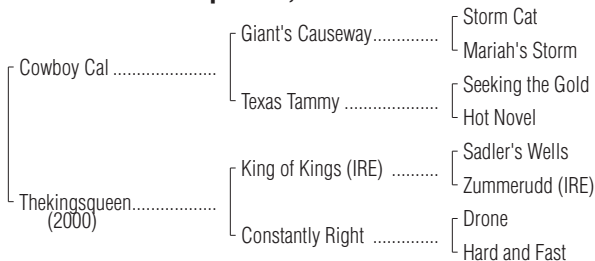 Storm Cat
Giant's Causeway...............
Mariah's Storm
Cowboy Cal ......................
Seeking the Gold
Texas Tammy ....................
Hot Novel
Sadler's Wells
King of Kings (IRE) ..........
Zummerudd (IRE)
Thekingsqueen..................
(2000)
Drone
Constantly Right ..............
Hard and Fast